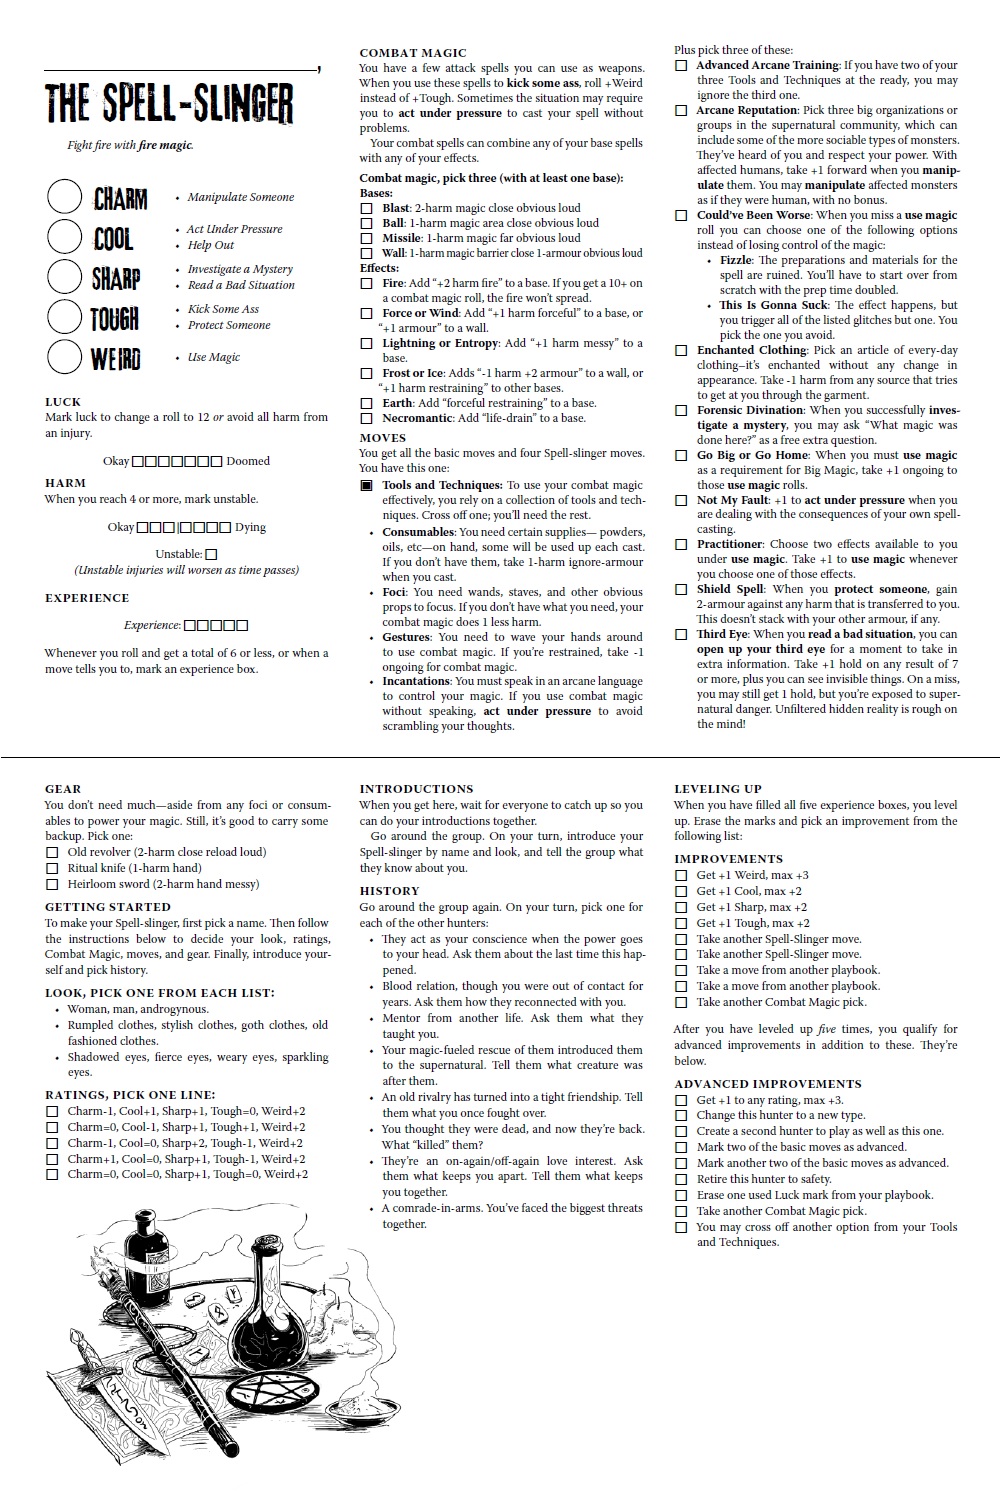 ,
THE SPELL-SLINGER
Fight fire with fire magic.
CHARM
• Manipulate Someone
COOL
• Act Under Pressure
• Help Out
SHARP
• Investigate a Mystery
• Read a Bad Situation
TOUGH
• Kick Some Ass
• Protect Someone
WEIRD
• Use Magic
LUCK
Mark luck to change a roll to 12 or avoid all harm from
an injury.
Okay □□□□□□□ Doomed
HARM
When you reach 4 or more, mark unstable.
Okay □□□|□□□□ Dying
Unstable: □
(Unstable injuries will worsen as time passes)
EXPERIENCE
Experience: □□□□□
Whenever you roll and get a total of 6 or less, or when a
move tells you to, mark an experience box.
COMBAT MAGIC
You have a few attack spells you can use as weapons.
When you use these spells to kick some ass, roll +Weird
instead of +Tough. Sometimes the situation may require
you to act under pressure to cast your spell without
problems.
Your combat spells can combine any of your base spells
with any of your effects.
Combat magic, pick three (with at least one base):
Bases:
□ Blast: 2-harm magic close obvious loud
□ Ball: 1-harm magic area close obvious loud
□ Missile: 1-harm magic far obvious loud
□ Wall: 1-harm magic barrier close 1-armour obvious loud
Effects:
□ Fire: Add “+2 harm fire” to a base. If you get a 10+ on
a combat magic roll, the fire won’t spread.
□ Force or Wind: Add “+1 harm forceful” to a base, or
“+1 armour” to a wall.
□ Lightning or Entropy: Add “+1 harm messy” to a
base.
□ Frost or Ice: Adds “-1 harm +2 armour” to a wall, or
“+1 harm restraining” to other bases.
□ Earth: Add “forceful restraining” to a base.
□ Necromantic: Add “life-drain” to a base.
MOVES
You get all the basic moves and four Spell-slinger moves.
You have this one:
▣ Tools and Techniques: To use your combat magic
effectively, you rely on a collection of tools and tech-
niques. Cross off one; you’ll need the rest.
• Consumables: You need certain supplies— powders,
oils, etc—on hand, some will be used up each cast.
If you don’t have them, take 1-harm ignore-armour
when you cast.
• Foci: You need wands, staves, and other obvious
props to focus. If you don’t have what you need, your
combat magic does 1 less harm.
• Gestures: You need to wave your hands around
to use combat magic. If you’re restrained, take -1
ongoing for combat magic.
• Incantations: You must speak in an arcane language
to control your magic. If you use combat magic
without speaking, act under pressure to avoid
scrambling your thoughts.
Plus pick three of these:
□ Advanced Arcane Training: If you have two of your
three Tools and Techniques at the ready, you may
ignore the third one.
□ Arcane Reputation: Pick three big organizations or
groups in the supernatural community, which can
include some of the more sociable types of monsters.
They’ve heard of you and respect your power. With
affected humans, take +1 forward when you manip-
ulate them. You may manipulate affected monsters
as if they were human, with no bonus.
□ Could’ve Been Worse: When you miss a use magic
roll you can choose one of the following options
instead of losing control of the magic:
• Fizzle: The preparations and materials for the
spell are ruined. You’ll have to start over from
scratch with the prep time doubled.
• This Is Gonna Suck: The effect happens, but
you trigger all of the listed glitches but one. You
pick the one you avoid.
□ Enchanted Clothing: Pick an article of every-day
clothing–it’s enchanted without any change in
appearance. Take -1 harm from any source that tries
to get at you through the garment.
□ Forensic Divination: When you successfully inves-
tigate a mystery, you may ask “What magic was
done here?” as a free extra question.
□ Go Big or Go Home: When you must use magic
as a requirement for Big Magic, take +1 ongoing to
those use magic rolls.
□ Not My Fault: +1 to act under pressure when you
are dealing with the consequences of your own spell-
casting.
□ Practitioner: Choose two effects available to you
under use magic. Take +1 to use magic whenever
you choose one of those effects.
□ Shield Spell: When you protect someone, gain
2-armour against any harm that is transferred to you.
This doesn’t stack with your other armour, if any.
□ Third Eye: When you read a bad situation, you can
open up your third eye for a moment to take in
extra information. Take +1 hold on any result of 7
or more, plus you can see invisible things. On a miss,
you may still get 1 hold, but you’re exposed to super-
natural danger. Unfiltered hidden reality is rough on
the mind!
GEAR
You don’t need much—aside from any foci or consum-
ables to power your magic. Still, it’s good to carry some
backup. Pick one:
□ Old revolver (2-harm close reload loud)
□ Ritual knife (1-harm hand)
□ Heirloom sword (2-harm hand messy)
GETTING STARTED
To make your Spell-slinger, first pick a name. Then follow
the instructions below to decide your look, ratings,
Combat Magic, moves, and gear. Finally, introduce your-
self and pick history.
LOOK, PICK ONE FROM EACH LIST:
• Woman, man, androgynous.
• Rumpled clothes, stylish clothes, goth clothes, old
fashioned clothes.
• Shadowed eyes, fierce eyes, weary eyes, sparkling
eyes.
RATINGS, PICK ONE LINE:
□ Charm-1, Cool+1, Sharp+1, Tough=0, Weird+2
□ Charm=0, Cool-1, Sharp+1, Tough+1, Weird+2
□ Charm-1, Cool=0, Sharp+2, Tough-1, Weird+2
□ Charm+1, Cool=0, Sharp+1, Tough-1, Weird+2
□ Charm=0, Cool=0, Sharp+1, Tough=0, Weird+2
INTRODUCTIONS
When you get here, wait for everyone to catch up so you
can do your introductions together.
Go around the group. On your turn, introduce your
Spell-slinger by name and look, and tell the group what
they know about you.
HISTORY
Go around the group again. On your turn, pick one for
each of the other hunters:
• They act as your conscience when the power goes
to your head. Ask them about the last time this hap-
pened.
• Blood relation, though you were out of contact for
years. Ask them how they reconnected with you.
• Mentor from another life. Ask them what they
taught you.
• Your magic-fueled rescue of them introduced them
to the supernatural. Tell them what creature was
after them.
• An old rivalry has turned into a tight friendship. Tell
them what you once fought over.
• You thought they were dead, and now they’re back.
What “killed” them?
• They’re an on-again/off-again love interest. Ask
them what keeps you apart. Tell them what keeps
you together.
• A comrade-in-arms. You’ve faced the biggest threats
together.
LEVELING UP
When you have filled all five experience boxes, you level
up. Erase the marks and pick an improvement from the
following list:
IMPROVEMENTS
□ Get +1 Weird, max +3
□ Get +1 Cool, max +2
□ Get +1 Sharp, max +2
□ Get +1 Tough, max +2
□ Take another Spell-Slinger move.
□ Take another Spell-Slinger move.
□ Take a move from another playbook.
□ Take a move from another playbook.
□ Take another Combat Magic pick.
After you have leveled up five times, you qualify for
advanced improvements in addition to these. They’re
below.
ADVANCED IMPROVEMENTS
□ Get +1 to any rating, max +3.
□ Change this hunter to a new type.
□ Create a second hunter to play as well as this one.
□ Mark two of the basic moves as advanced.
□ Mark another two of the basic moves as advanced.
□ Retire this hunter to safety.
□ Erase one used Luck mark from your playbook.
□ Take another Combat Magic pick.
□ You may cross off another option from your Tools
and Techniques.